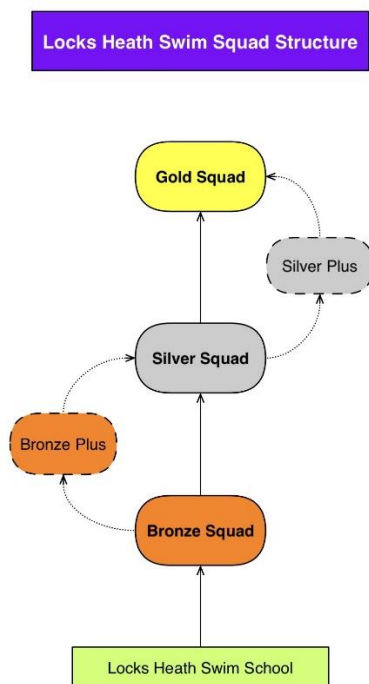 Locks Heath Swim Squad Structure
Gold Squad
Silver Plus
Silver Squad
Bronze Plus
Bronze Squad
Locks Heath Swim School